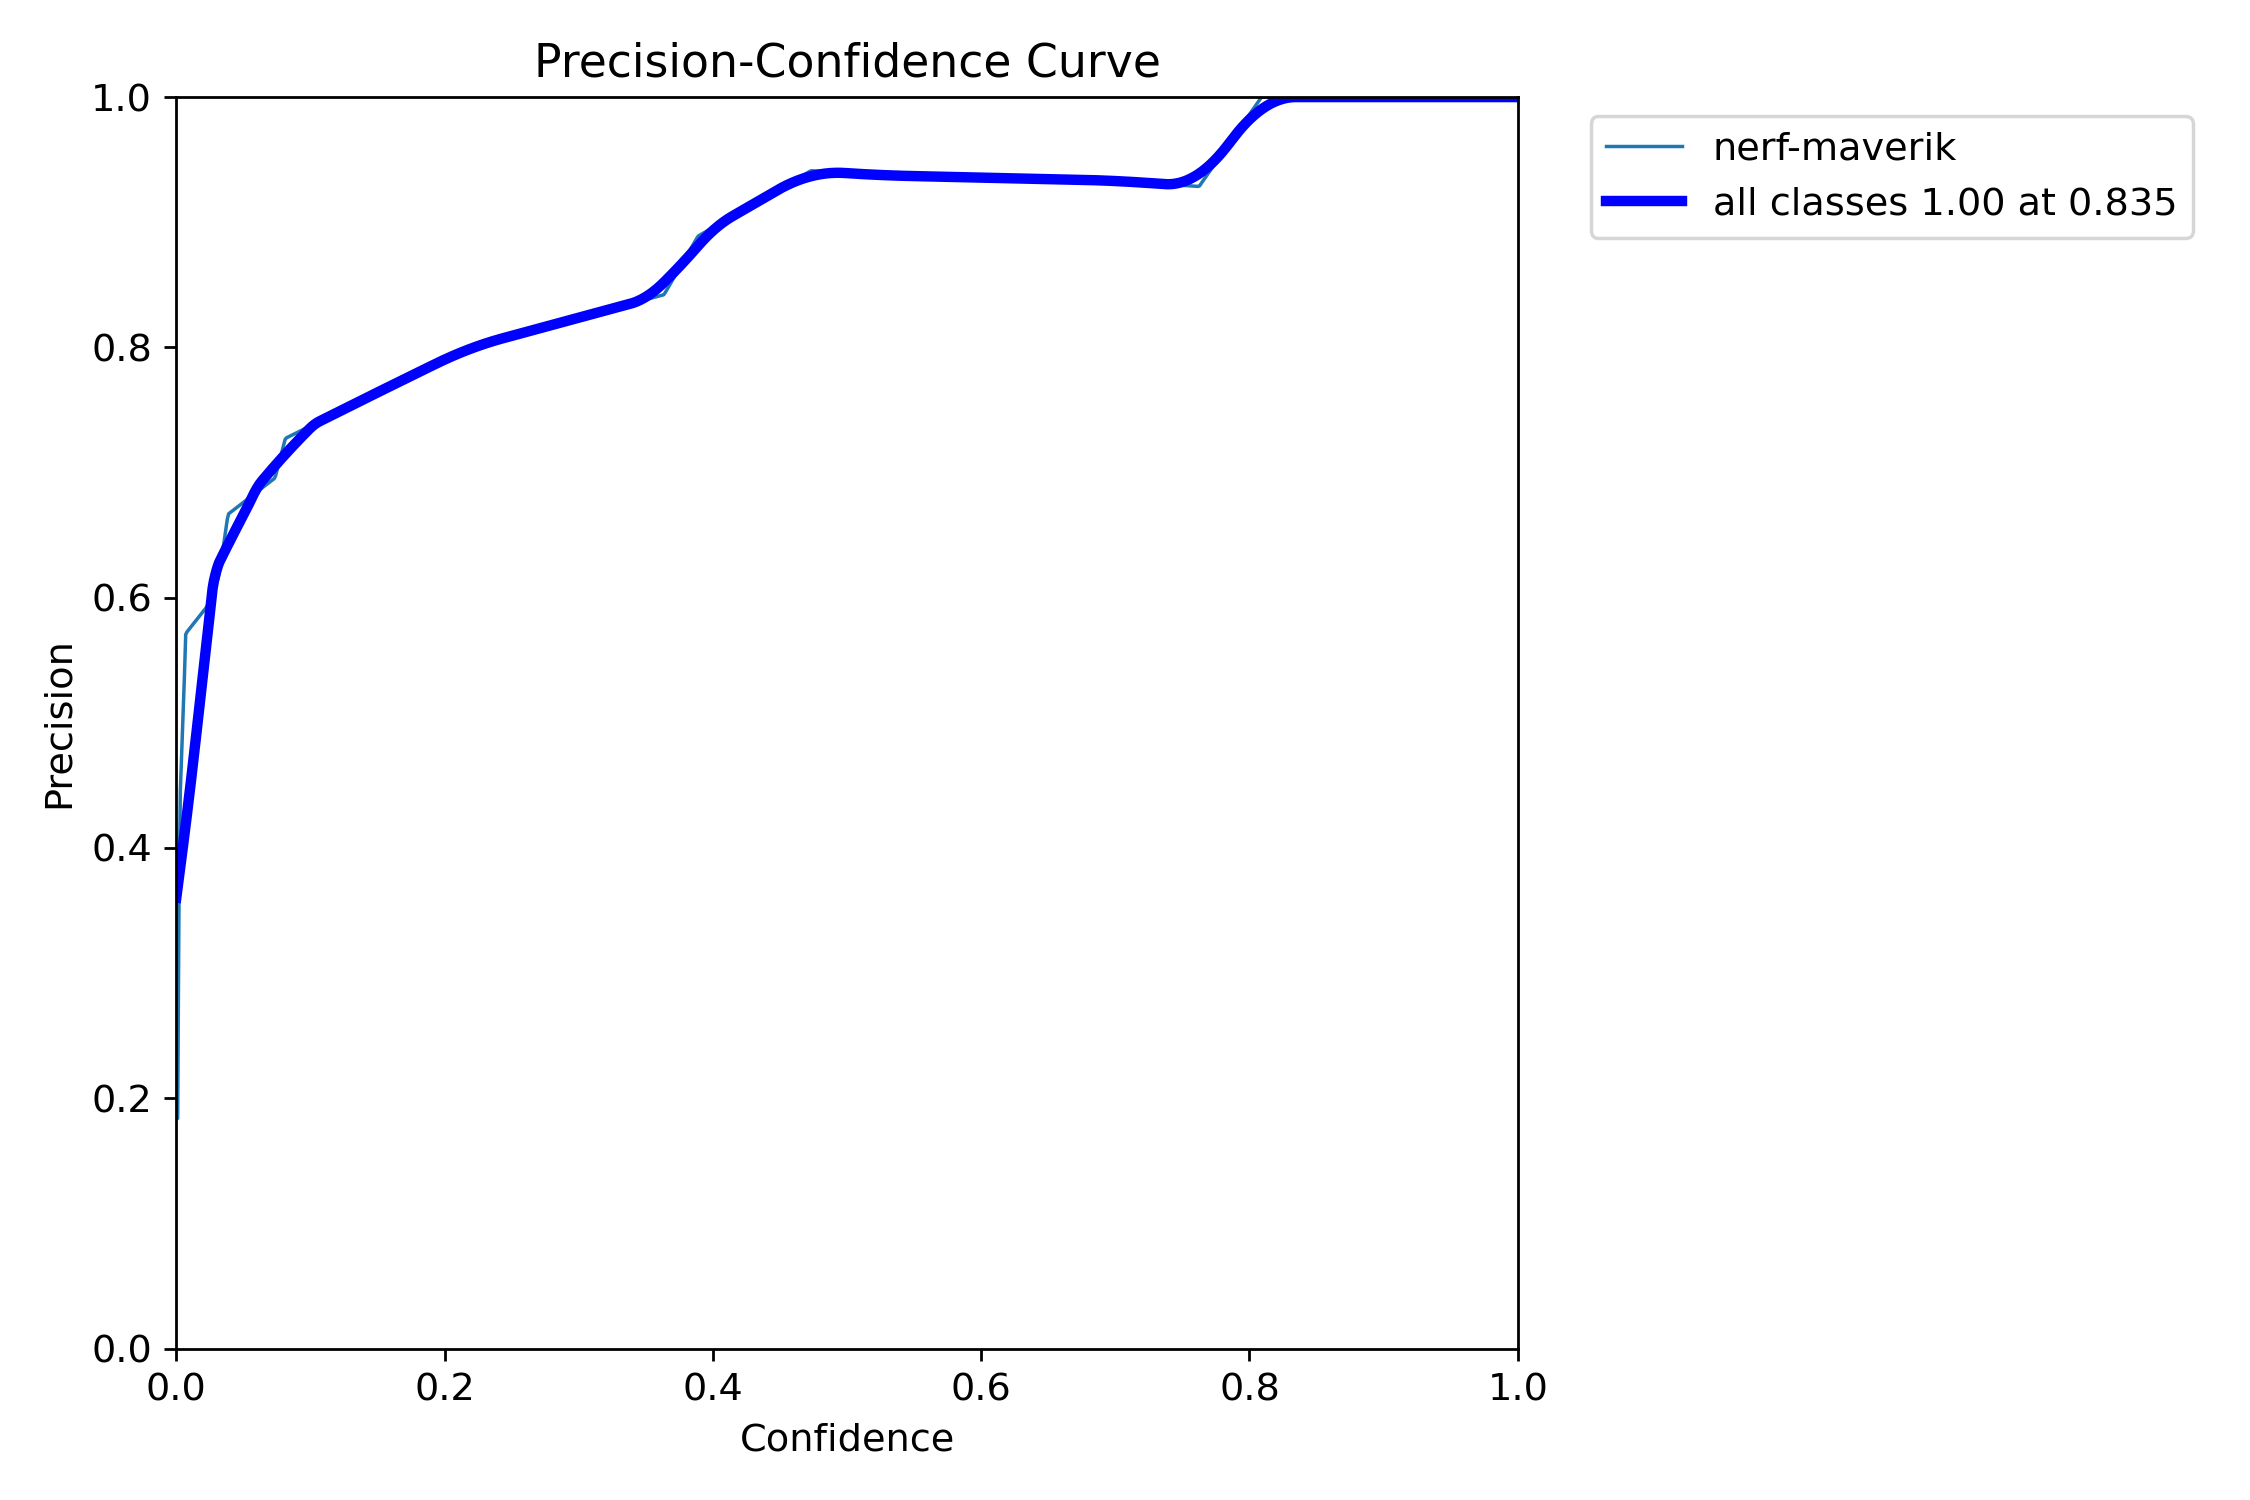 Precision-Confidence Curve
1.0
0.8
0.6
0.4
0.2
0.0
Precision
0.0 0.2 0.4 0.6 0.8 1.0
Confidence
nerf-maverik
all classes 1.00 at 0.835